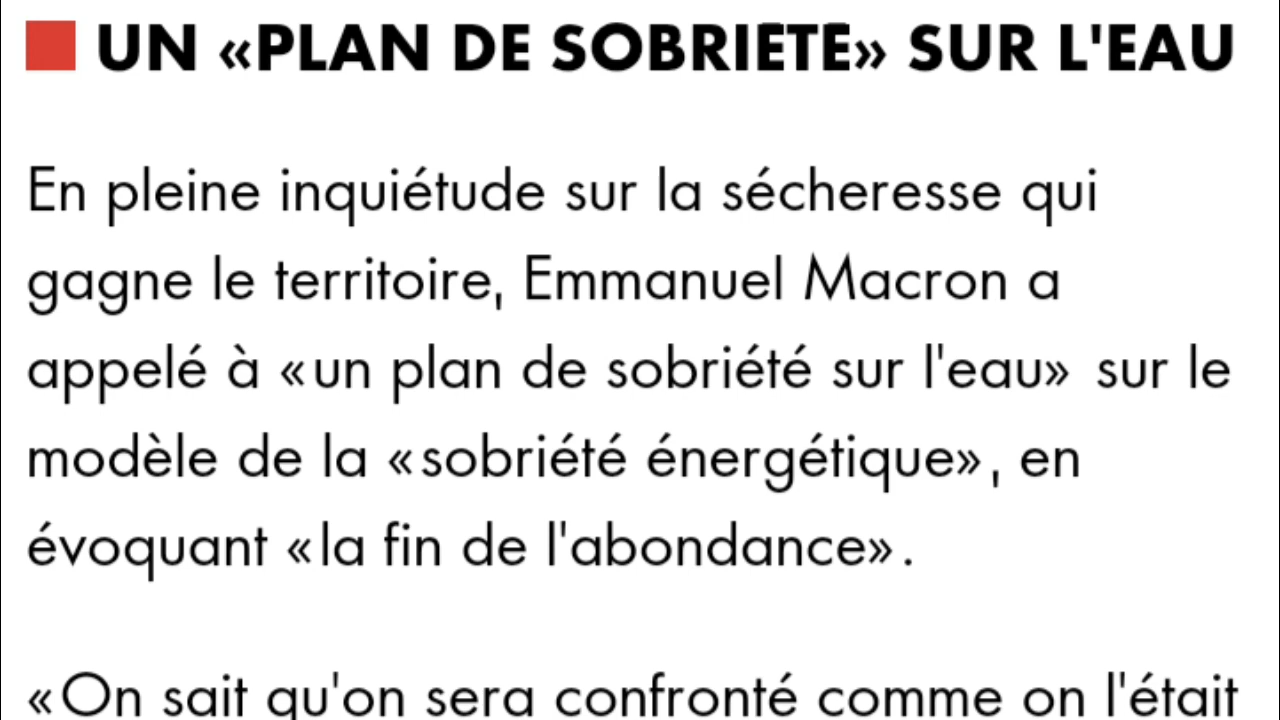 UN «PLAN DE SOBRIETE» SUR L'EAU
En pleine inquiétude sur la sécheresse qui
gagne le territoire, Emmanuel Macron a
appelé à «un plan de sobriété sur l'eau» sur le
modèle de la «sobriété énergétique», en
évoquant «la fin de l'abondance».
«On sait qu'on sera confronté comme on l'était